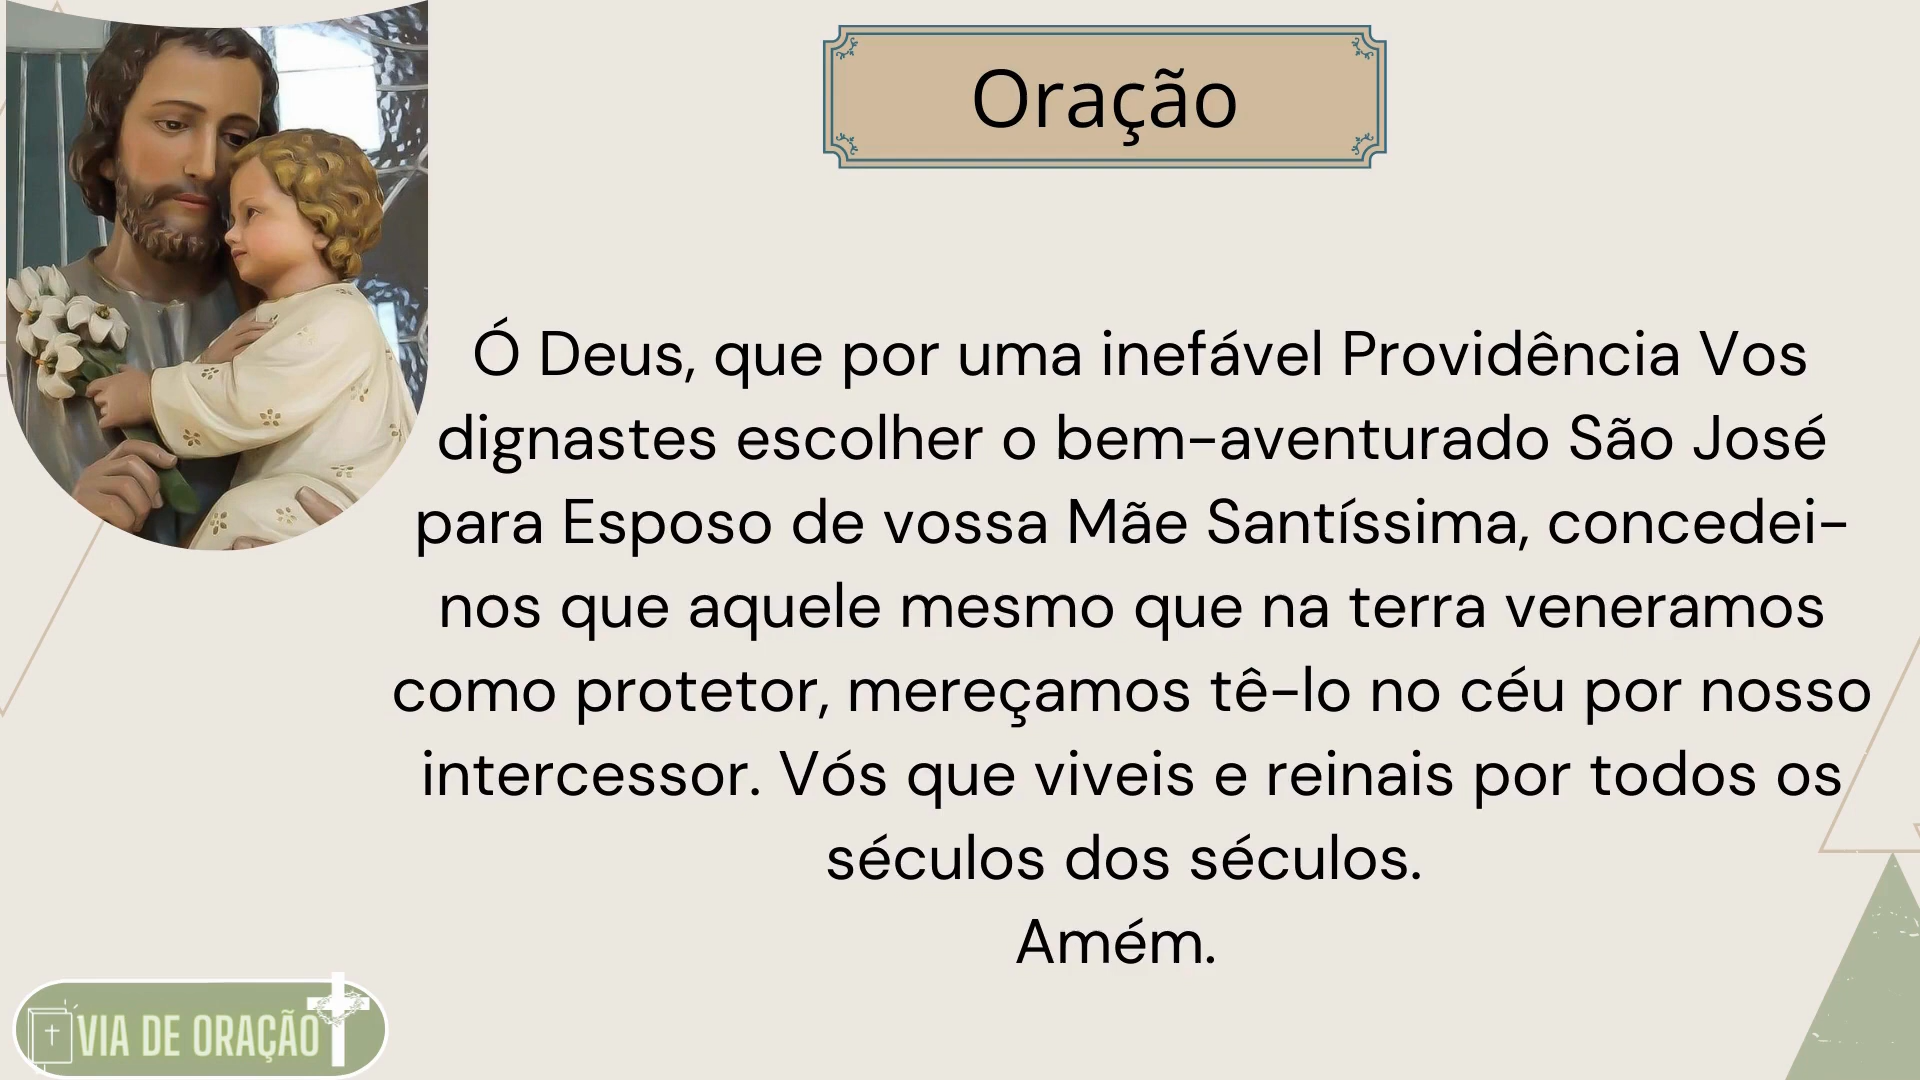 Oração
Ó Deus, que por uma inefável Providência Vos
dignastes escolher o bem-aventurado São José
para Esposo de vossa Mãe Santíssima, concedei-
nos que aquele mesmo que na terra veneramos
como protetor, mereçamos tê-lo no céu por nosso
intercessor. Vós que viveis e reinais por todos os
séculos dos séculos.
Amém.
VIA DE ORAÇÃO